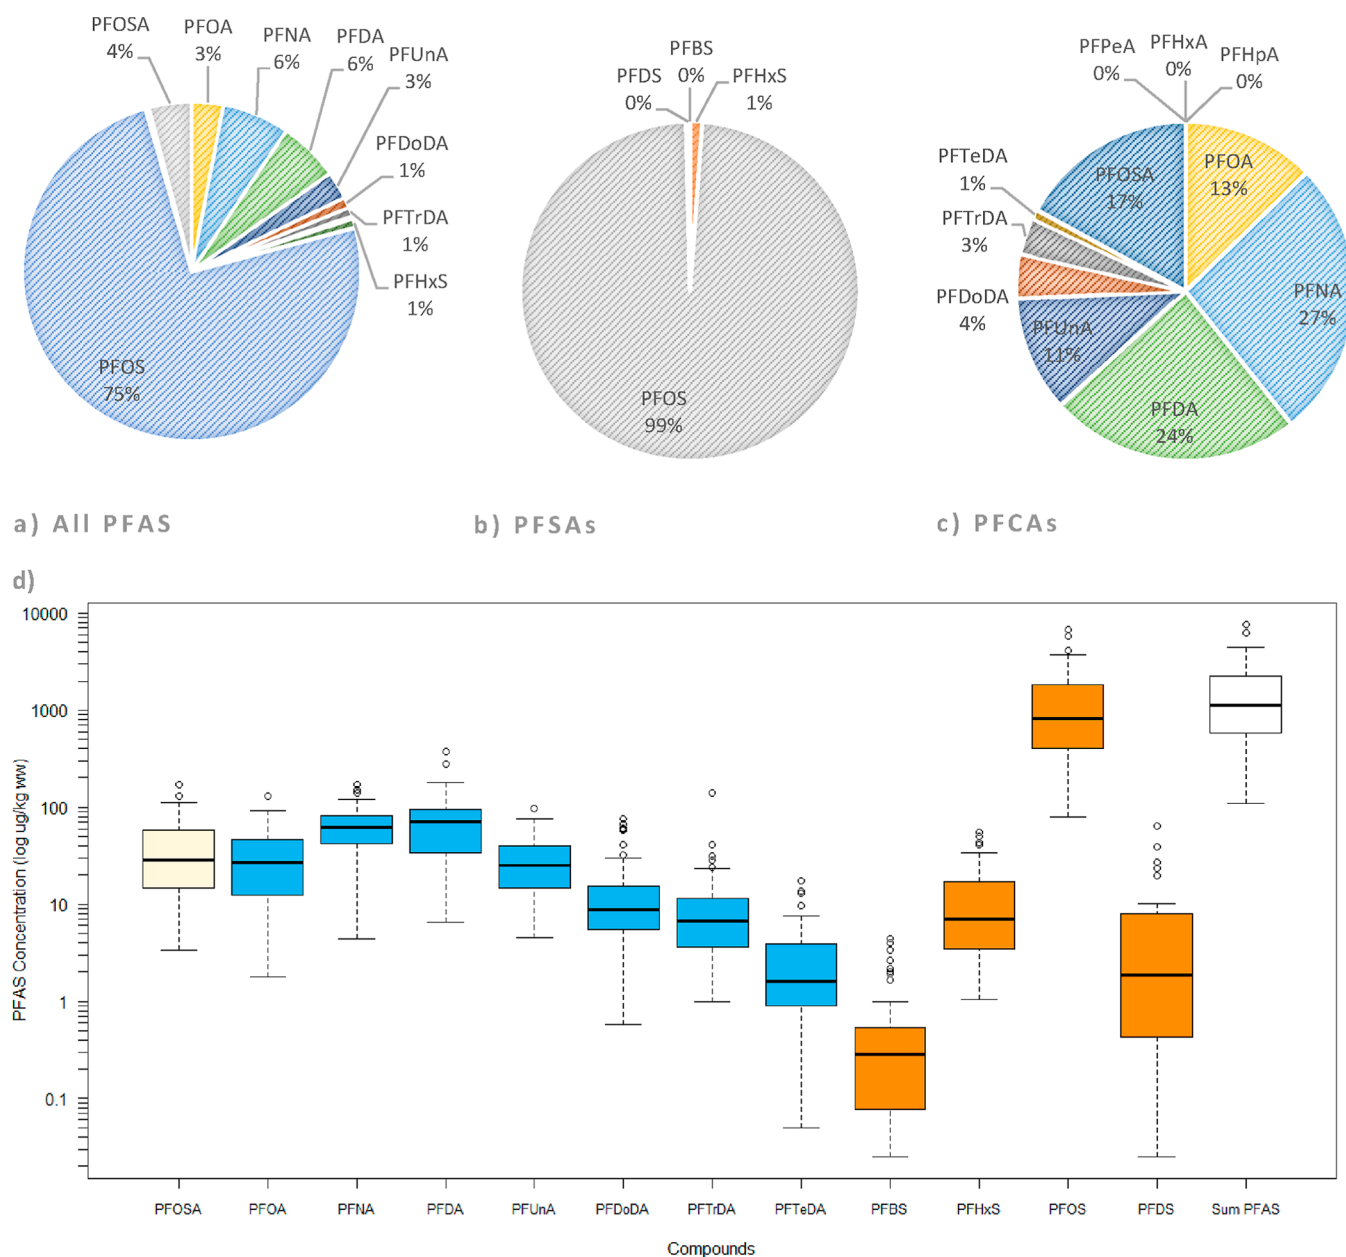 PFOSA
4%
PFOA
3%
PFNA
6%
PFDA
6%
PFUnA
3%
PFDoDA
1%
PFTrDA
1%
PFHxS
1%
PFOS
75%
PFBS
0%
PFDS
0%
PFHxS
1%
PFOS
99%
PFPeA
0%
PFHxA
0%
PFHpA
0%
PFTeDA
1%
PFTrDA
3%
PFDoDA
4%
PFOSA
17%
PFOA
13%
PFNA
27%
PFUnA
11%
PFDA
24%
a) All PFAS
b) PFSAs
c) PFCAs
d)
10000
1000
100
10
1
0.1
PFAS Concentration (log ug/kg ww)
PFOSA PFOA PFNA PFDA PFUnA PFDoDA PFTrDA PFTeDA PFBS PFHxS PFOS PFDS Sum PFAS
Compounds